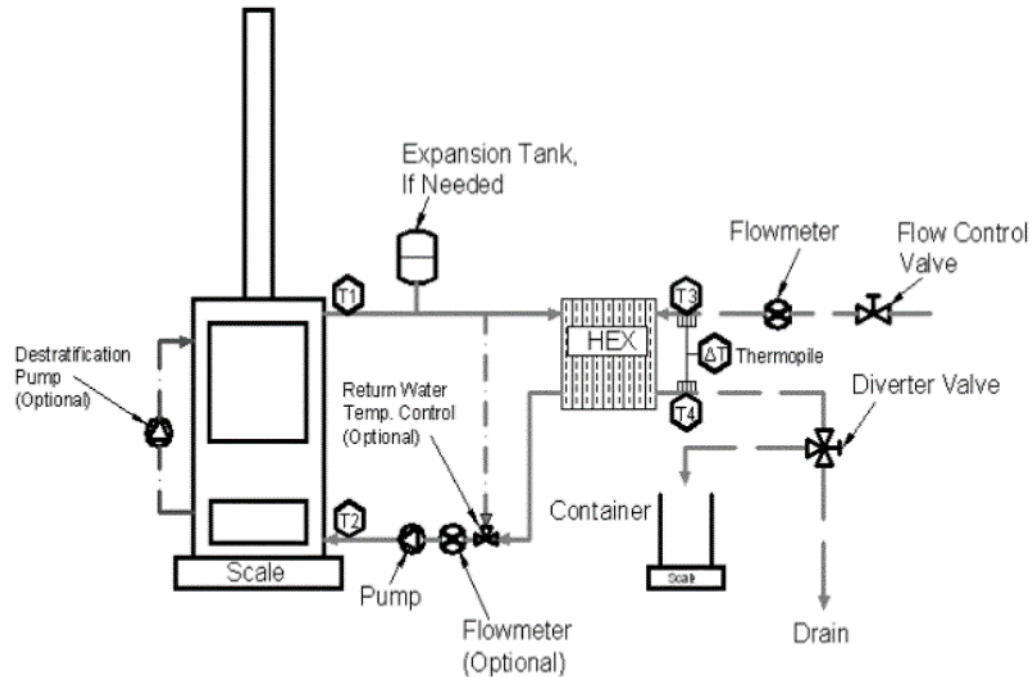 Expansion Tank,
If Needed
Flowmeter
Flow Control
Valve
T1
T3
HEX
ΔT
Thermopile
Destratification
Pump
(Optional)
Return Water
Temp. Control
(Optional)
T4
Diverter Valve
T2
Container
Scale
Scale
Pump
Flowmeter
(Optional)
Drain